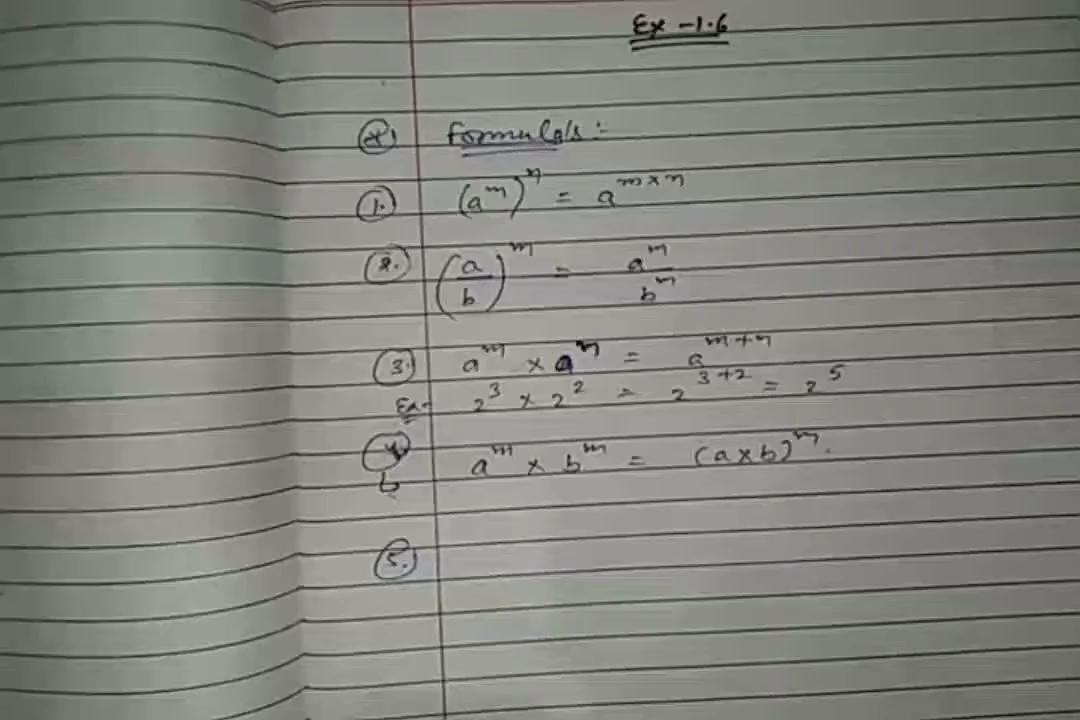 Ex-1.6
* Formulas:-
1. (a^m)^n = a^{m×n}
2. (a/b)^m = a^m/b^m
3. a^m × a^n = a^{m+n}
Ex- 2^3 × 2^2 = 2^{3+2} = 2^5
4. a^m × b^m = (a×b)^m.
b
5.